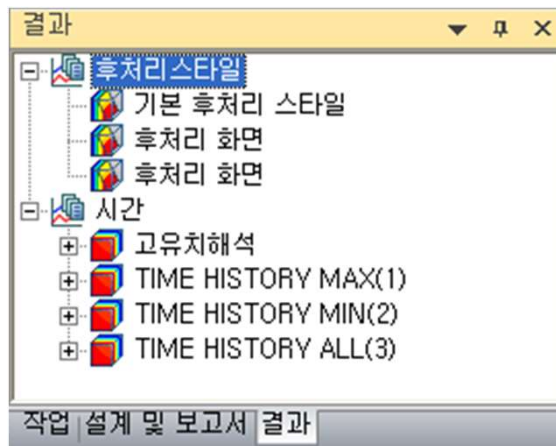 결과
후처리스타일
기본 후처리 스타일
후처리 화면
후처리 화면
시간
고유치해석
TIME HISTORY MAX(1)
TIME HISTORY MIN(2)
TIME HISTORY ALL(3)
작업 설계 및 보고서 결과